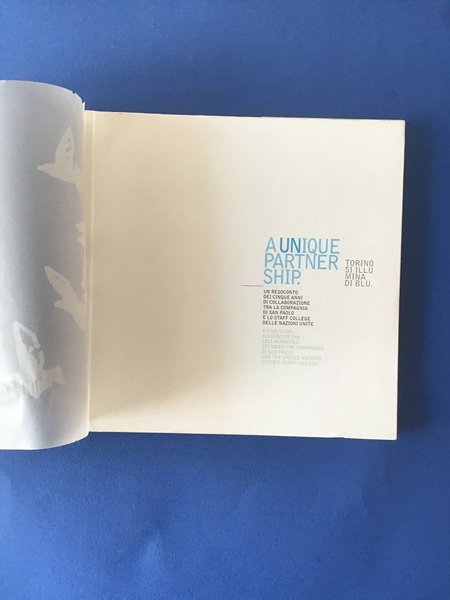 A UNIQUE
PARTNER
SHIP.
TORINO
SI ILLU
MINA
DI BLU.
UN RESOCONTO
DEI CINQUE ANNI
DI COLLABORAZIONE
TRA LA COMPAGNIA
DI SAN PAOLO
E LO STAFF COLLEGE
DELLE NAZIONI UNITE
A FIVE-YEAR
ACCOUNT OF THE
COLLABORATION
BETWEEN THE COMPAGNIA
DI SAN PAOLO
AND THE UNITED NATIONS
SYSTEM STAFF COLLEGE